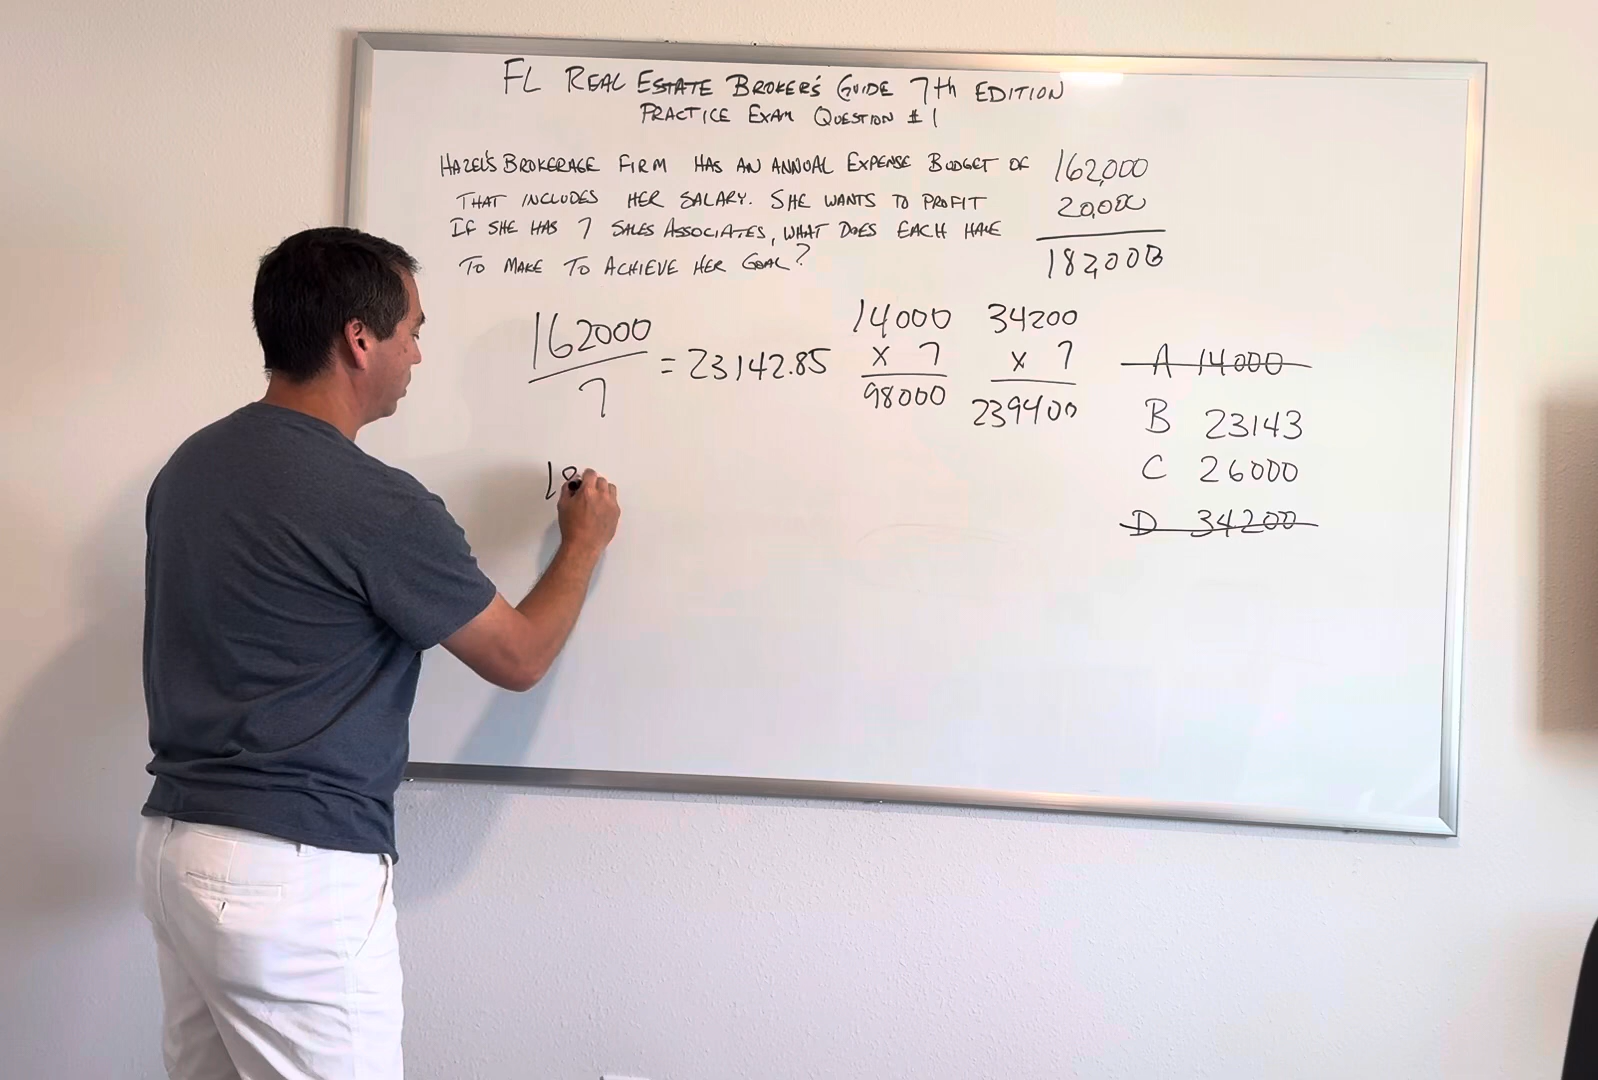 FL REAL ESTATE BROKER'S GUIDE 7th EDITION
PRACTICE EXAM QUESTION #1
HAZEL'S BROKERAGE FIRM HAS AN ANNUAL EXPENSE BUDGET OF 162,000
THAT INCLUDES HER SALARY. SHE WANTS TO PROFIT 20,000
IF SHE HAS 7 SALES ASSOCIATES, WHAT DOES EACH HAVE
TO MAKE TO ACHIEVE HER GOAL?
182,000
162000
7
= 23142.85
14000
x 7
98000
34200
x 7
239400
A 14000
B 23143
C 26000
D 34200
18